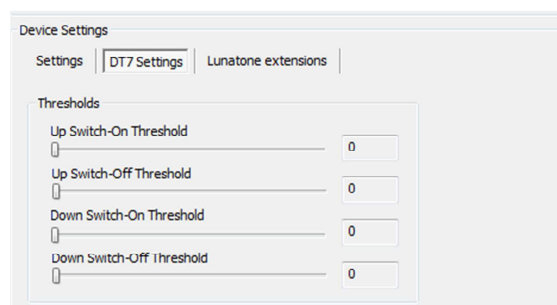 Device Settings
Settings DT7 Settings Lunatone extensions
Thresholds
Up Switch-On Threshold
0
Up Switch-Off Threshold
0
Down Switch-On Threshold
0
Down Switch-Off Threshold
0